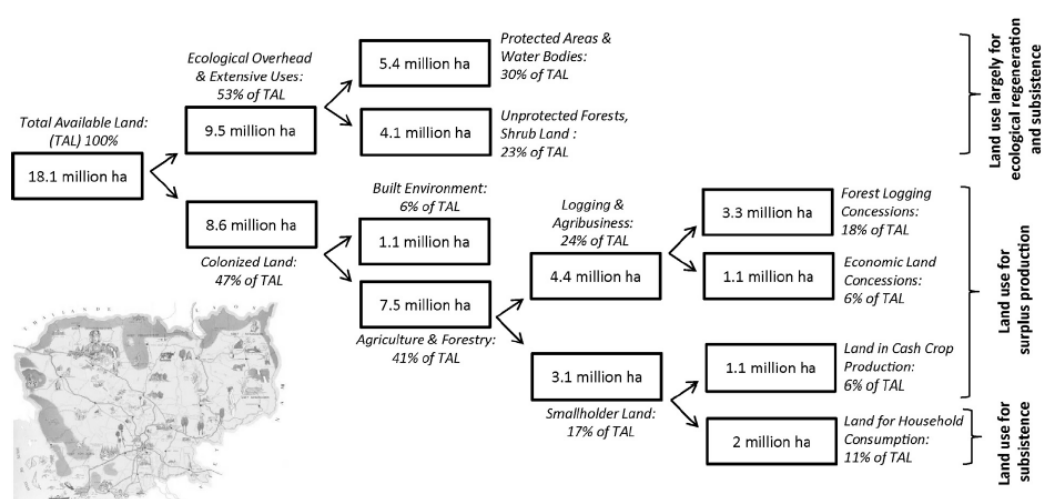 Total Available Land:
(TAL) 100%
18.1 million ha
Ecological Overhead
& Extensive Uses:
53% of TAL
9.5 million ha
8.6 million ha
Colonized Land:
47% of TAL
Protected Areas &
Water Bodies:
30% of TAL
5.4 million ha
4.1 million ha
Unprotected Forests,
Shrub Land :
23% of TAL
Built Environment:
6% of TAL
1.1 million ha
7.5 million ha
Agriculture & Forestry:
41% of TAL
Logging &
Agribusiness:
24% of TAL
4.4 million ha
3.1 million ha
Smallholder Land:
17% of TAL
3.3 million ha
Forest Logging
Concessions:
18% of TAL
1.1 million ha
Economic Land
Concessions:
6% of TAL
1.1 million ha
Land in Cash Crop
Production:
6% of TAL
2 million ha
Land for Household
Consumption:
11% of TAL
Land use largely for
ecological regeneration
and subsistence
Land use for
surplus production
Land use for
subsistence